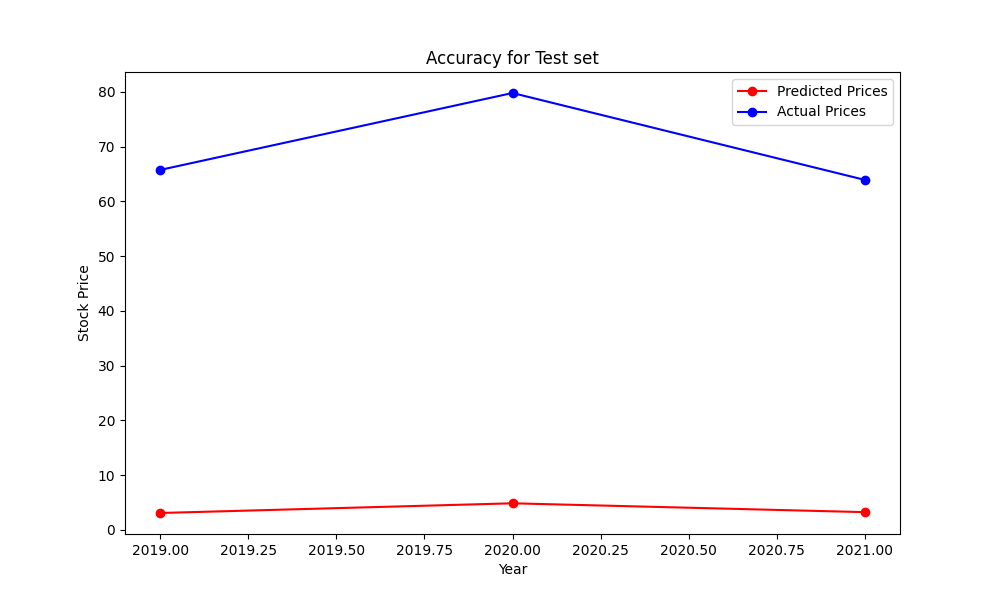 Accuracy for Test set
Predicted Prices
Actual Prices
80
70
60
50
40
30
20
10
0
Stock Price
2019.00 2019.25 2019.50 2019.75 2020.00 2020.25 2020.50 2020.75 2021.00
Year